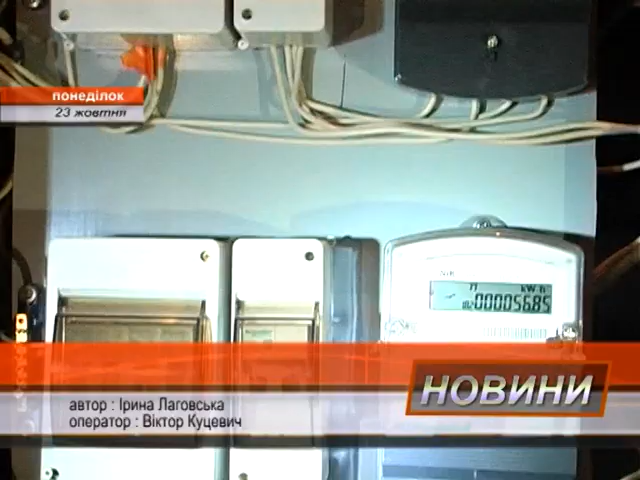 понеділок
23 жовтня
kW h
00005685
автор : Ірина Лаговська
оператор : Віктор Куцевич
НОВИНИ